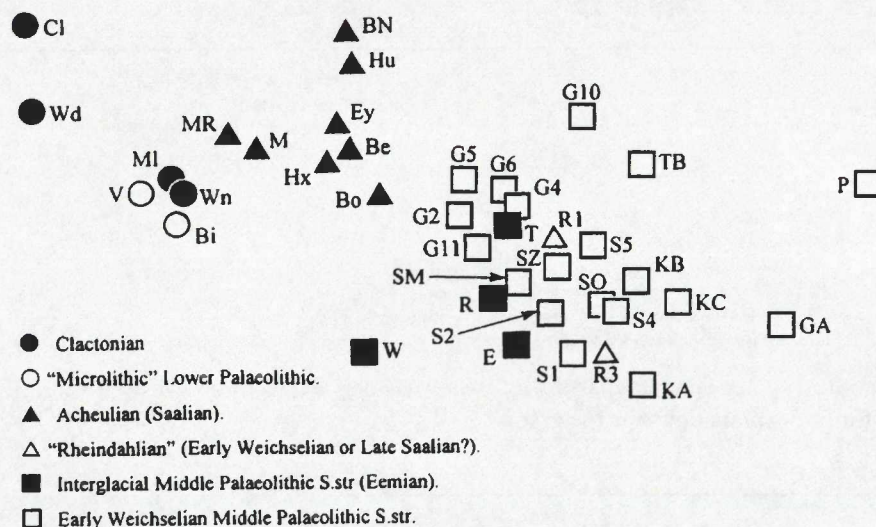 Cl
BN
Hu
G10
Wd
Ey
MR
M
Be
TB
Ml
Hx
G5
G6
P
V
Wn
Bo
G4
G2
Bi
T
R1
G11
S5
SZ
SM
KB
SO
R
KC
S2
S4
GA
W
E
S1
R3
KA
Clactonian
"Microlithic" Lower Palaeolithic.
Acheulian (Saalian).
"Rheindahlian" (Early Weichselian or Late Saalian?).
Interglacial Middle Palaeolithic S.str (Eemian).
Early Weichselian Middle Palaeolithic S.str.